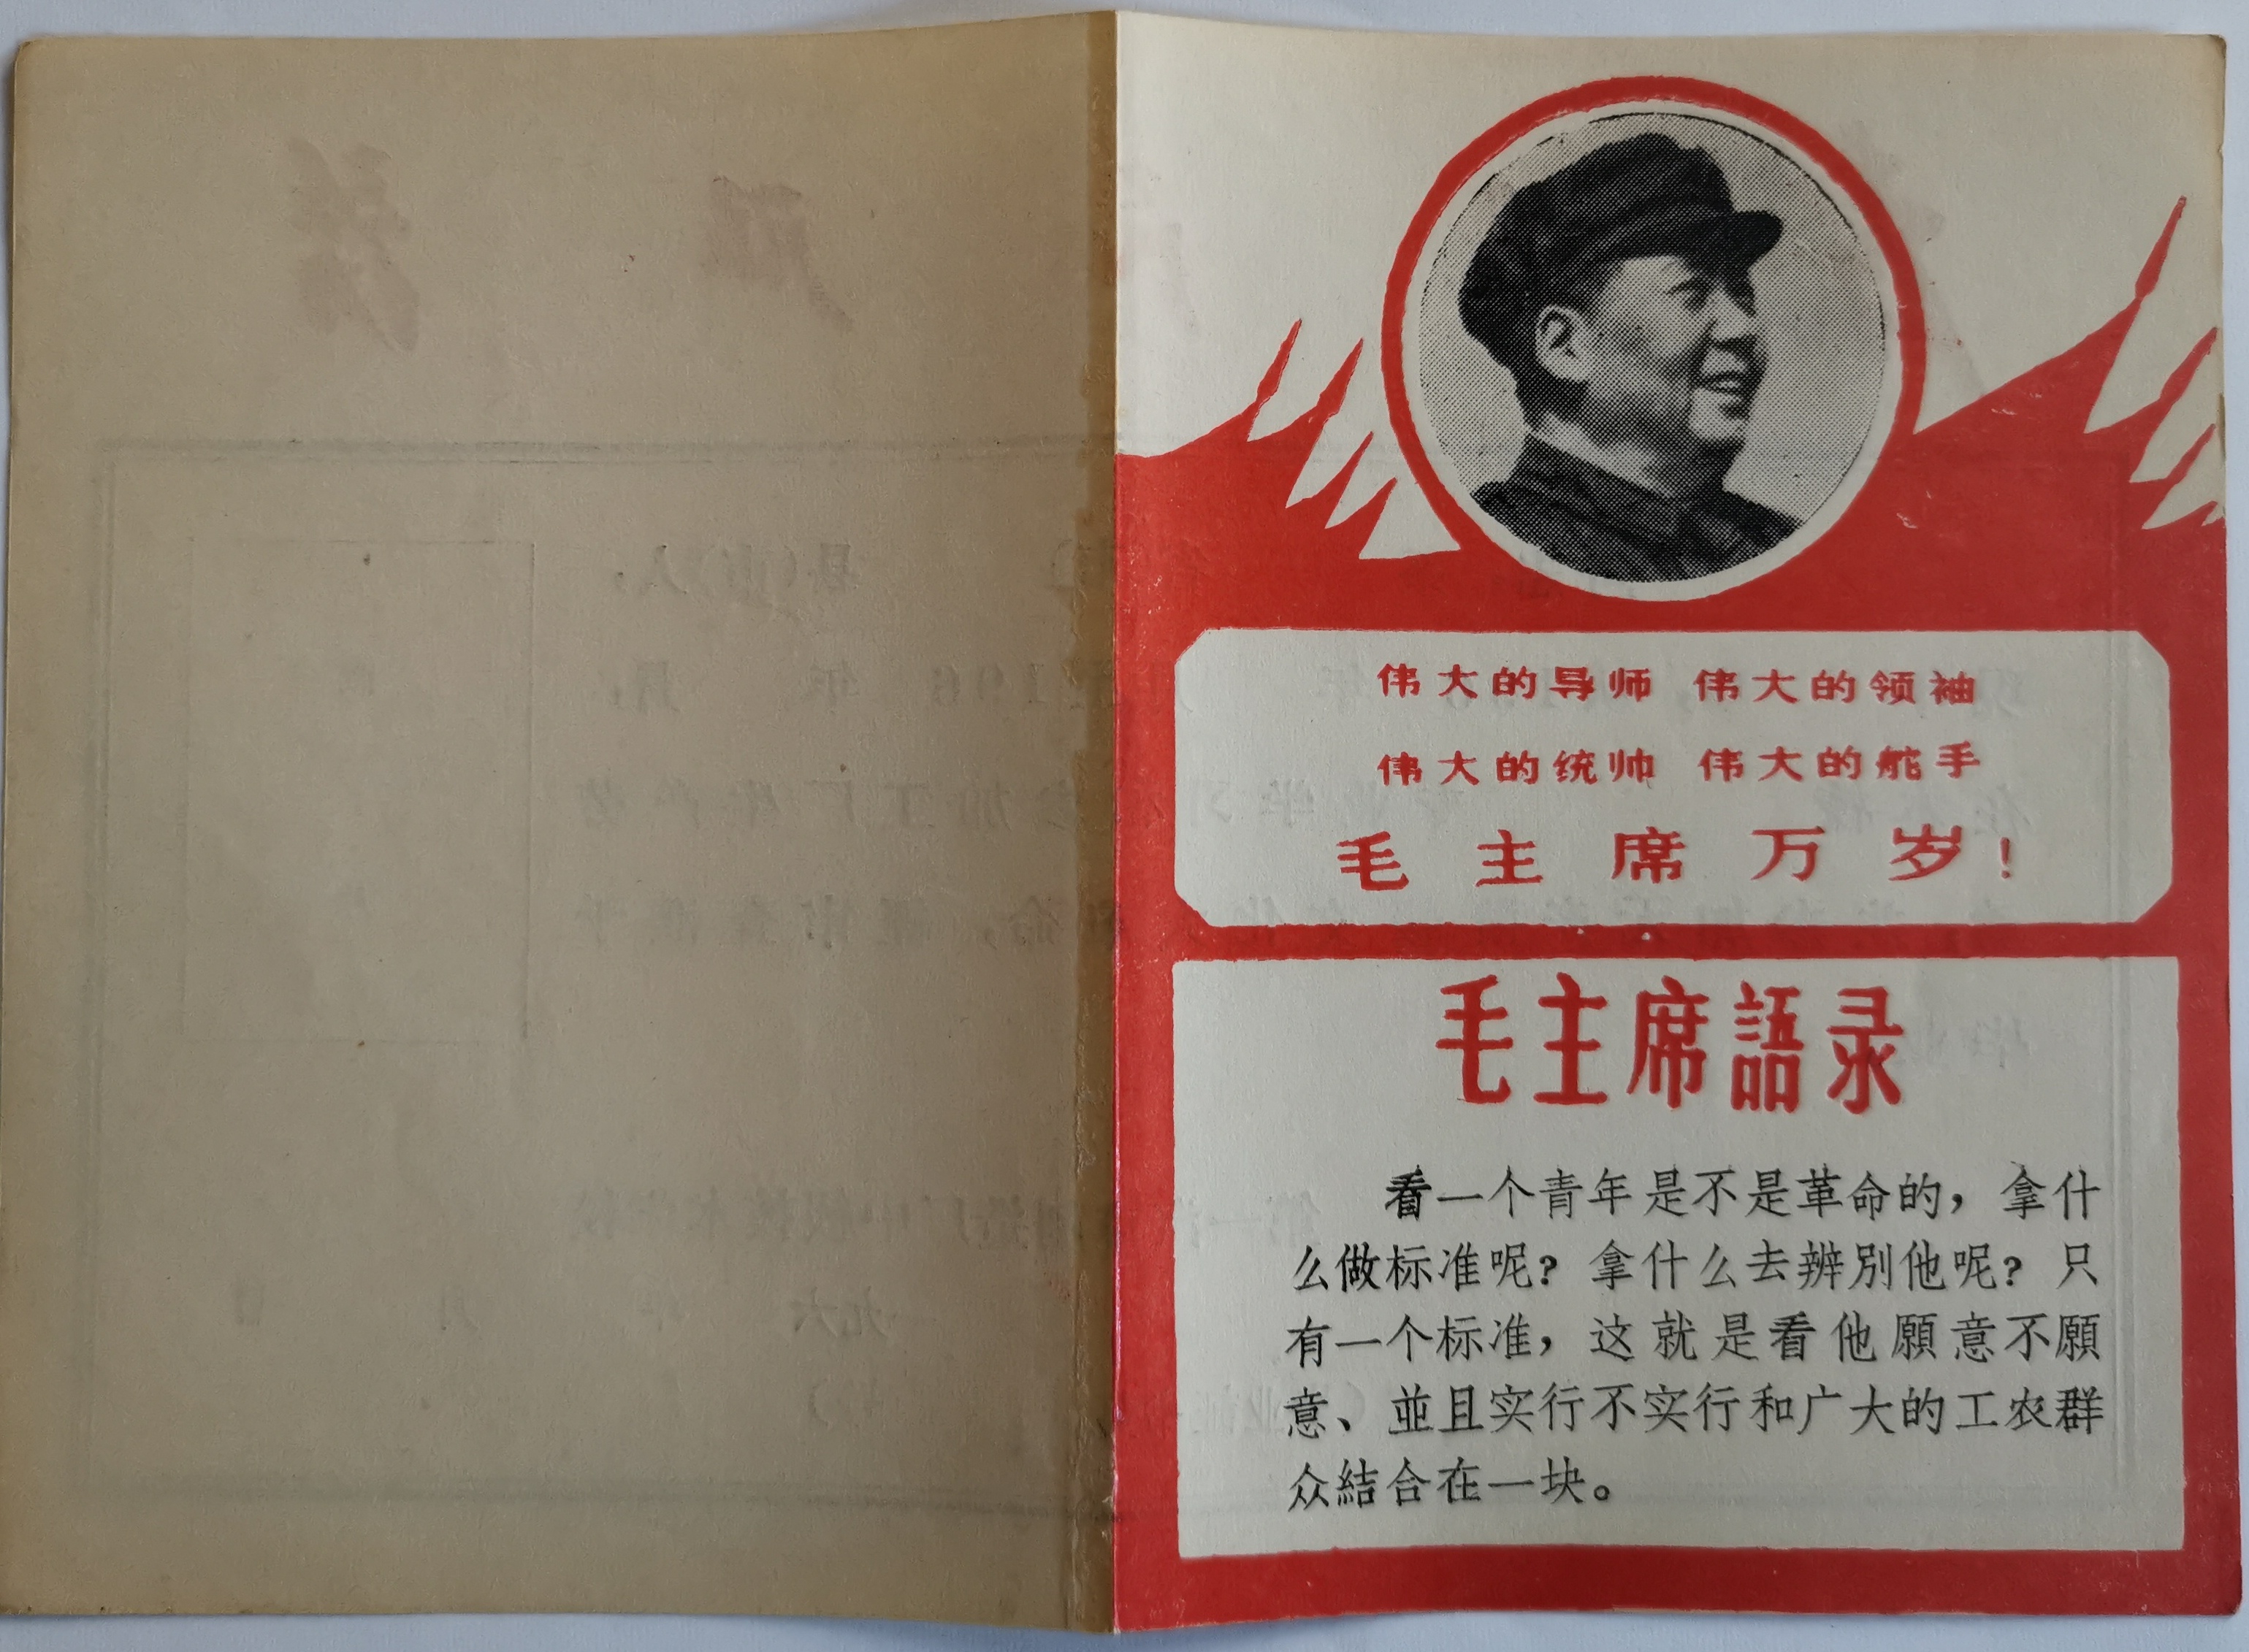 伟大的导师 伟大的领袖
伟大的统帅 伟大的舵手
毛主席万岁!
毛主席語录
看一个青年是不是革命的,拿什
么做标准呢?拿什么去辨别他呢?只
有一个标准,这就是看他願意不願
意、並且实行不实行和广大的工农群
众結合在一块。